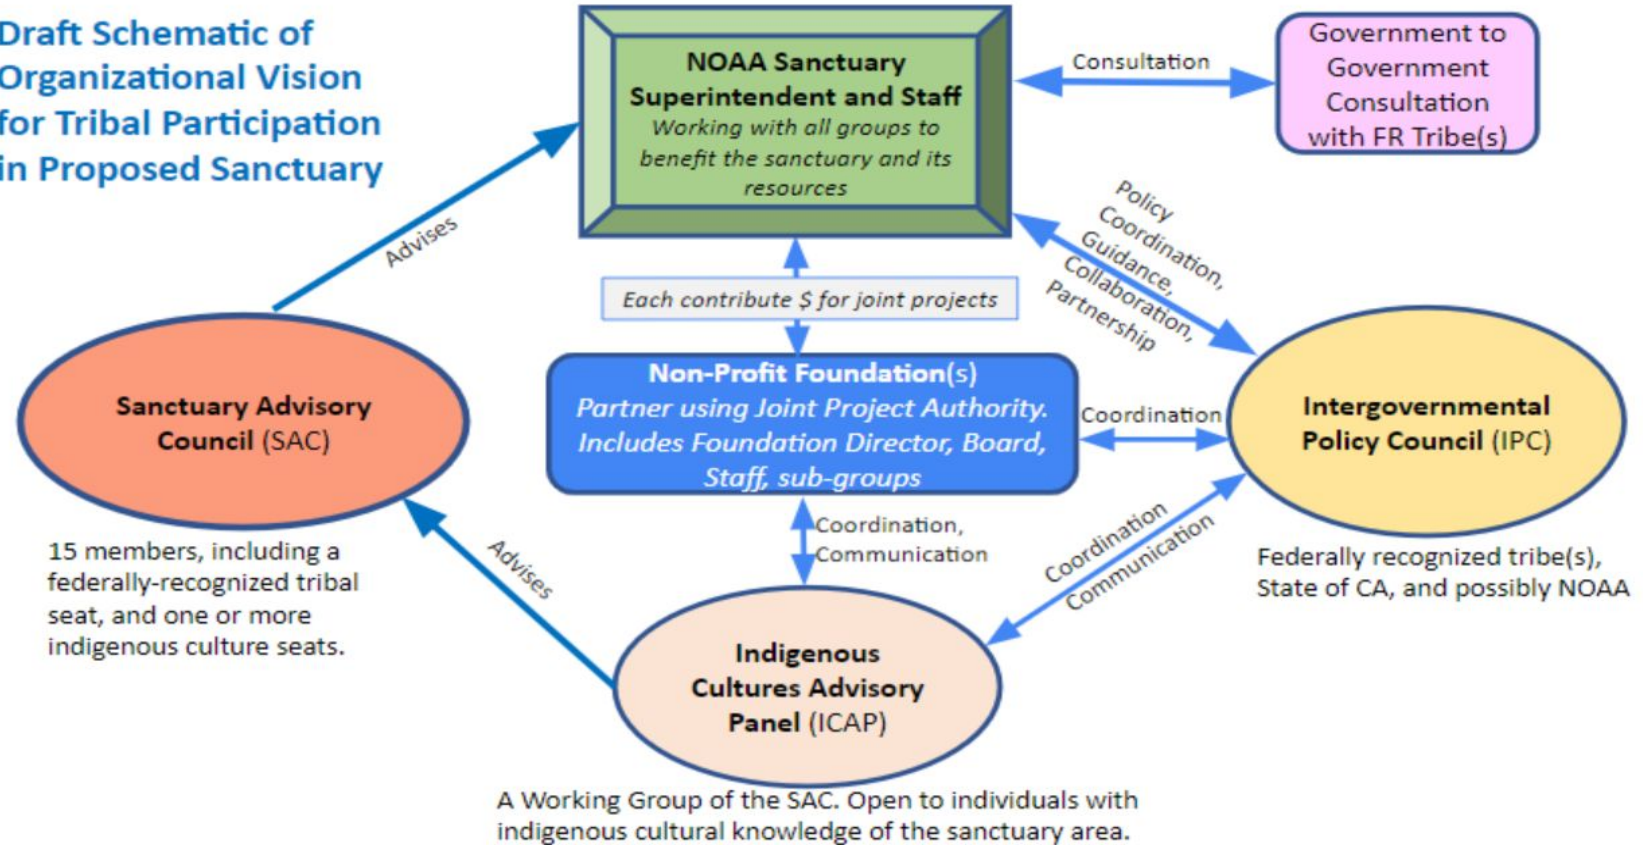 Draft Schematic of
Organizational Vision
for Tribal Participation
in Proposed Sanctuary
NOAA Sanctuary
Superintendent and Staff
Working with all groups to
benefit the sanctuary and its
resources
Consultation
Government to
Government
Consultation
with FR Tribe(s)
Advises
Policy
Coordination,
Guidance,
Collaboration,
Partnership
Each contribute $ for joint projects
Non-Profit Foundation(s)
Partner using Joint Project Authority.
Includes Foundation Director, Board,
Staff, sub-groups
Coordination
Sanctuary Advisory
Council (SAC)
15 members, including a
federally-recognized tribal
seat, and one or more
indigenous culture seats.
Intergovernmental
Policy Council (IPC)
Federally recognized tribe(s),
State of CA, and possibly NOAA
Advises
Coordination,
Communication
Coordination
Communication
Indigenous
Cultures Advisory
Panel (ICAP)
A Working Group of the SAC. Open to individuals with
indigenous cultural knowledge of the sanctuary area.